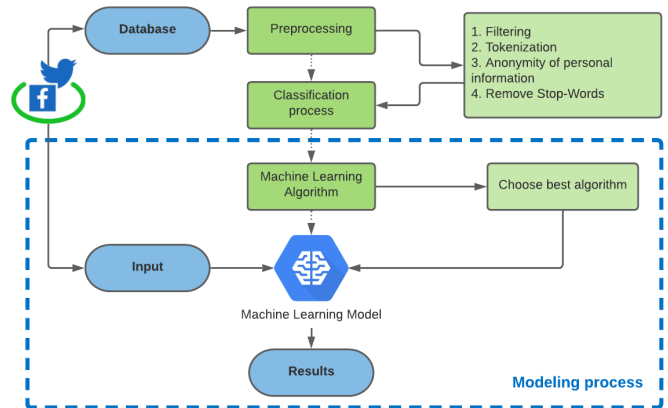 Database
Preprocessing
1. Filtering
2. Tokenization
3. Anonymity of personal
information
4. Remove Stop-Words
Classification
process
Machine Learning
Algorithm
Choose best algorithm
Input
Machine Learning Model
Results
Modeling process